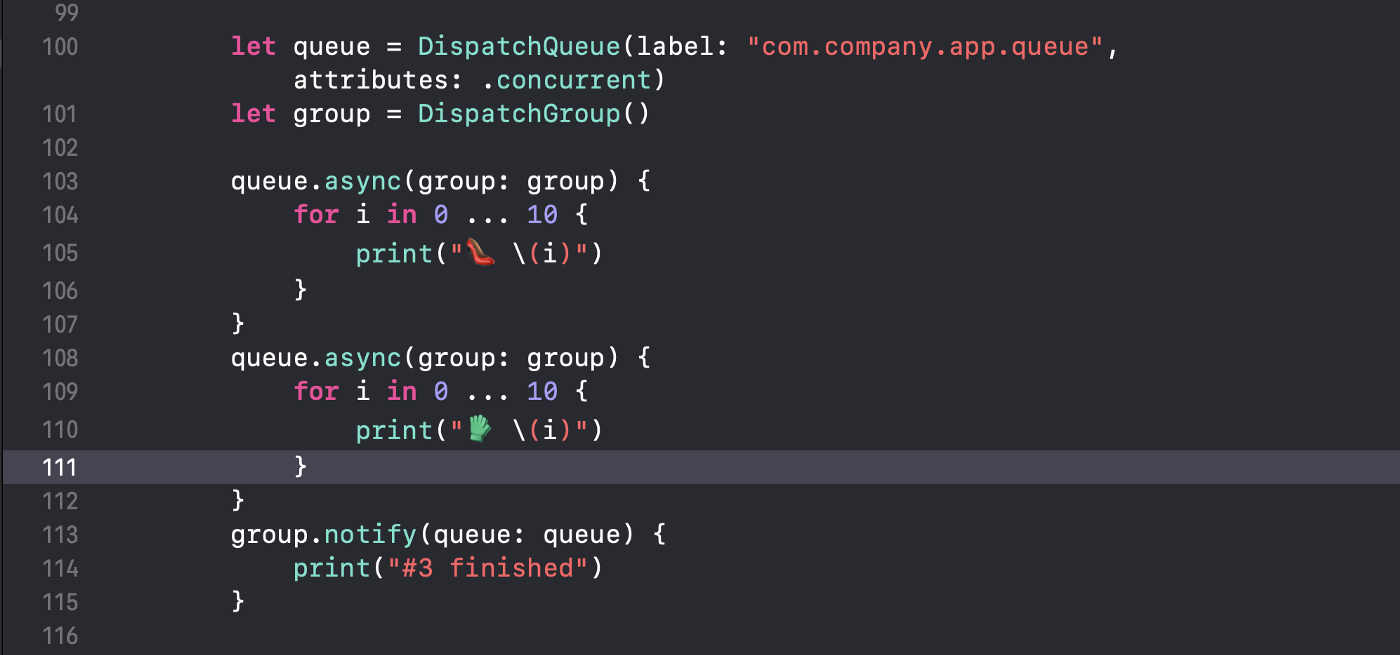 99
100 let queue = DispatchQueue(label: "com.company.app.queue",
attributes: .concurrent)
101 let group = DispatchGroup()
102
103 queue.async(group: group) {
104 for i in 0 ... 10 {
105 print("👠 \(i)")
106 }
107 }
108 queue.async(group: group) {
109 for i in 0 ... 10 {
110 print("🧤 \(i)")
111 }
112 }
113 group.notify(queue: queue) {
114 print("#3 finished")
115 }
116